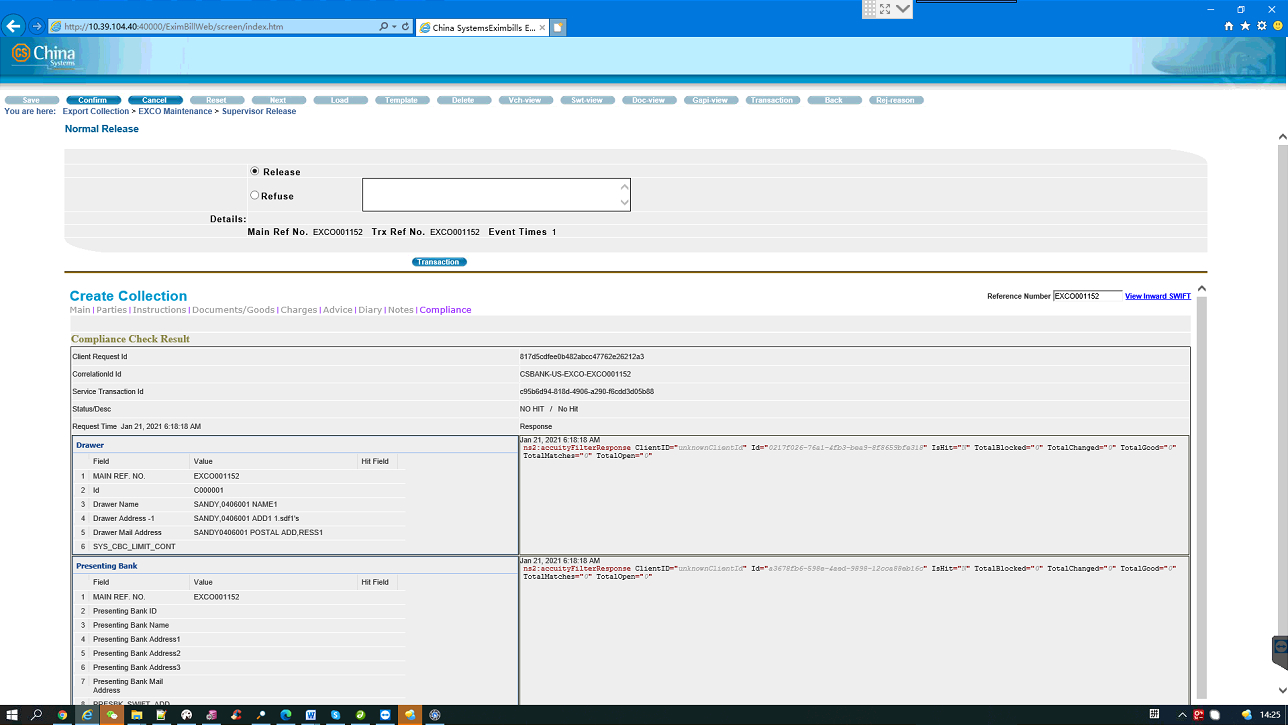 http://10.39.104.40:40000/EximBillWeb/screen/index.htm
China SystemsEximbills E...
CS China
Systems
Save Confirm Cancel Reset Next Load Template Delete Vch-view Swt-view Doc-view Gapi-view Transaction Back Rej-reason
You are here: Export Collection > EXCO Maintenance > Supervisor Release
Normal Release
Release
Refuse
Details:
Main Ref No. EXCO001152 Trx Ref No. EXCO001152 Event Times 1
Transaction
Create Collection
Reference Number EXCO001152 View Inward SWIFT
Main | Parties | Instructions | Documents/Goods | Charges | Advice | Diary | Notes | Compliance
Compliance Check Result
Client Request Id 817d5cdfee0b482abcc47762e26212a3
CorrelationId Id CSBANK-US-EXCO-EXCO001152
Service Transaction Id c95b6d94-818d-4906-a290-f6cdd3d05b88
Status/Desc NO HIT / No Hit
Request Time Jan 21, 2021 6:18:18 AM Response
Drawer
Field Value Hit Field
1 MAIN REF. NO. EXCO001152
2 Id C000001
3 Drawer Name SANDY,0406001 NAME1
4 Drawer Address -1 SANDY,0406001 ADD1 1.sdf1's
5 Drawer Mail Address SANDY0406001 POSTAL ADD,RESS1
6 SYS_CBC_LIMIT_CONT
Jan 21, 2021 6:18:18 AM
ns2:accuityFilterResponse ClientID="unknownClientId" Id="0217f026-76a1-4fb3-bea9-8f8659bfa318" IsHit="N" TotalBlocked="0" TotalChanged="0" TotalGood="0"
TotalMatches="0" TotalOpen="0"
Presenting Bank
Field Value Hit Field
1 MAIN REF. NO. EXCO001152
2 Presenting Bank ID
3 Presenting Bank Name
4 Presenting Bank Address1
5 Presenting Bank Address2
6 Presenting Bank Address3
7 Presenting Bank Mail
Address
8 PRESBK_SWIFT_ADD
Jan 21, 2021 6:18:18 AM
ns2:accuityFilterResponse ClientID="unknownClientId" IsHit="N" TotalBlocked="0" TotalChanged="0" TotalGood="0"
TotalMatches="0" TotalOpen="0"
14:25